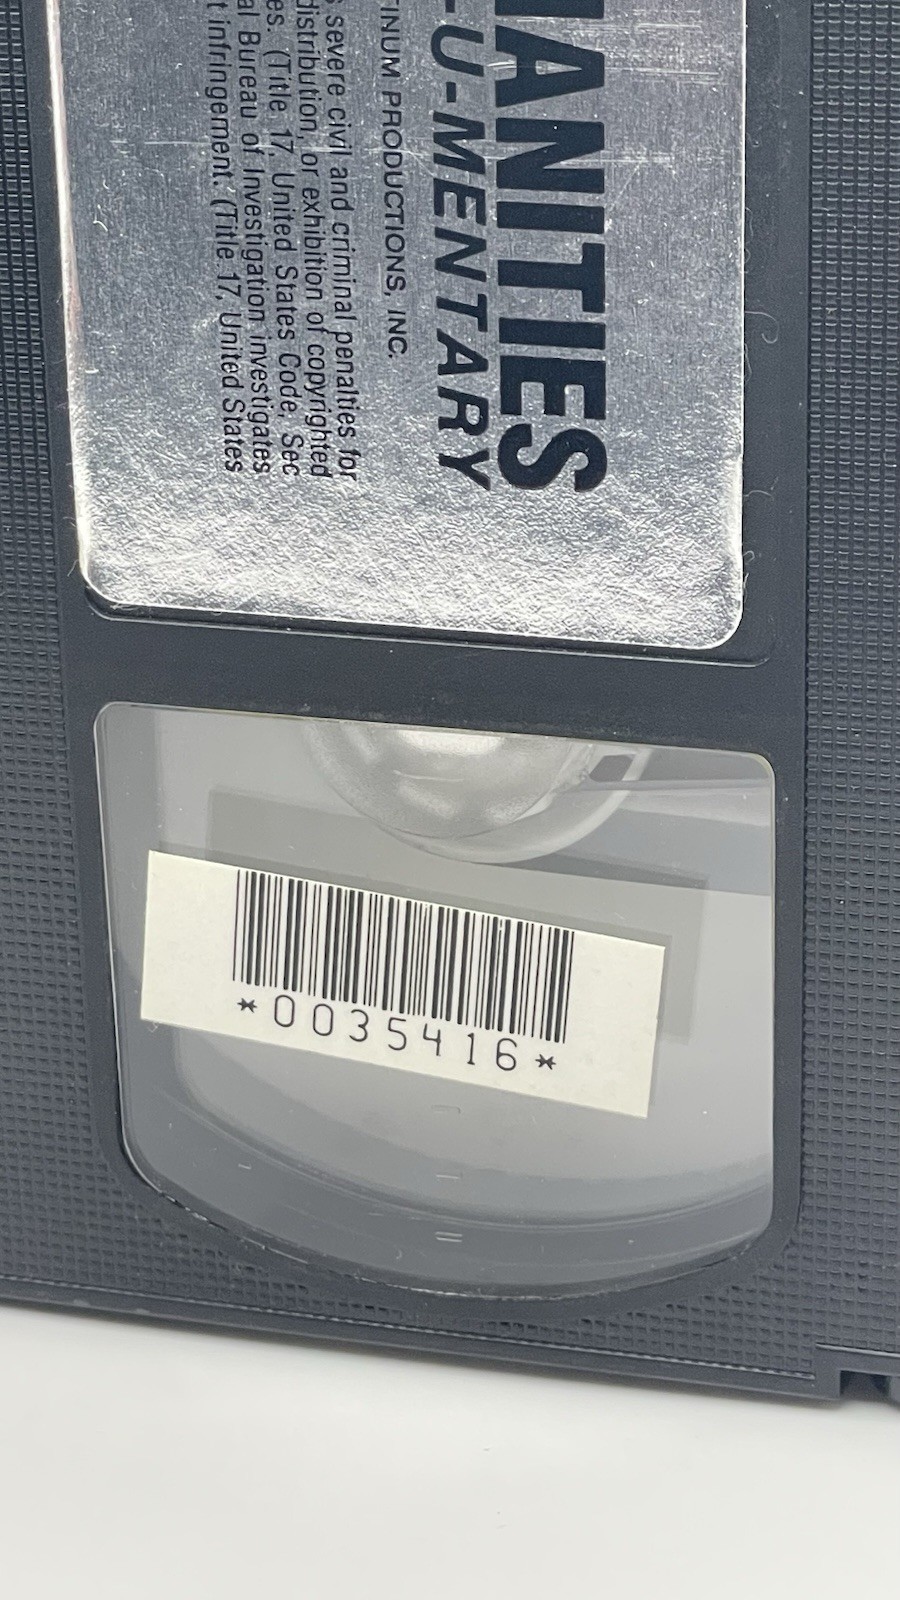 ANITIES
-U-MENTARY
TINUM PRODUCTIONS, INC.
severe civil and criminal penalties for
distribution, or exhibition of copyrighted
es. (Title 17, United States Code, Sec
al Bureau of Investigation investigates
t infringement. (Title 17, United States
*0035416*